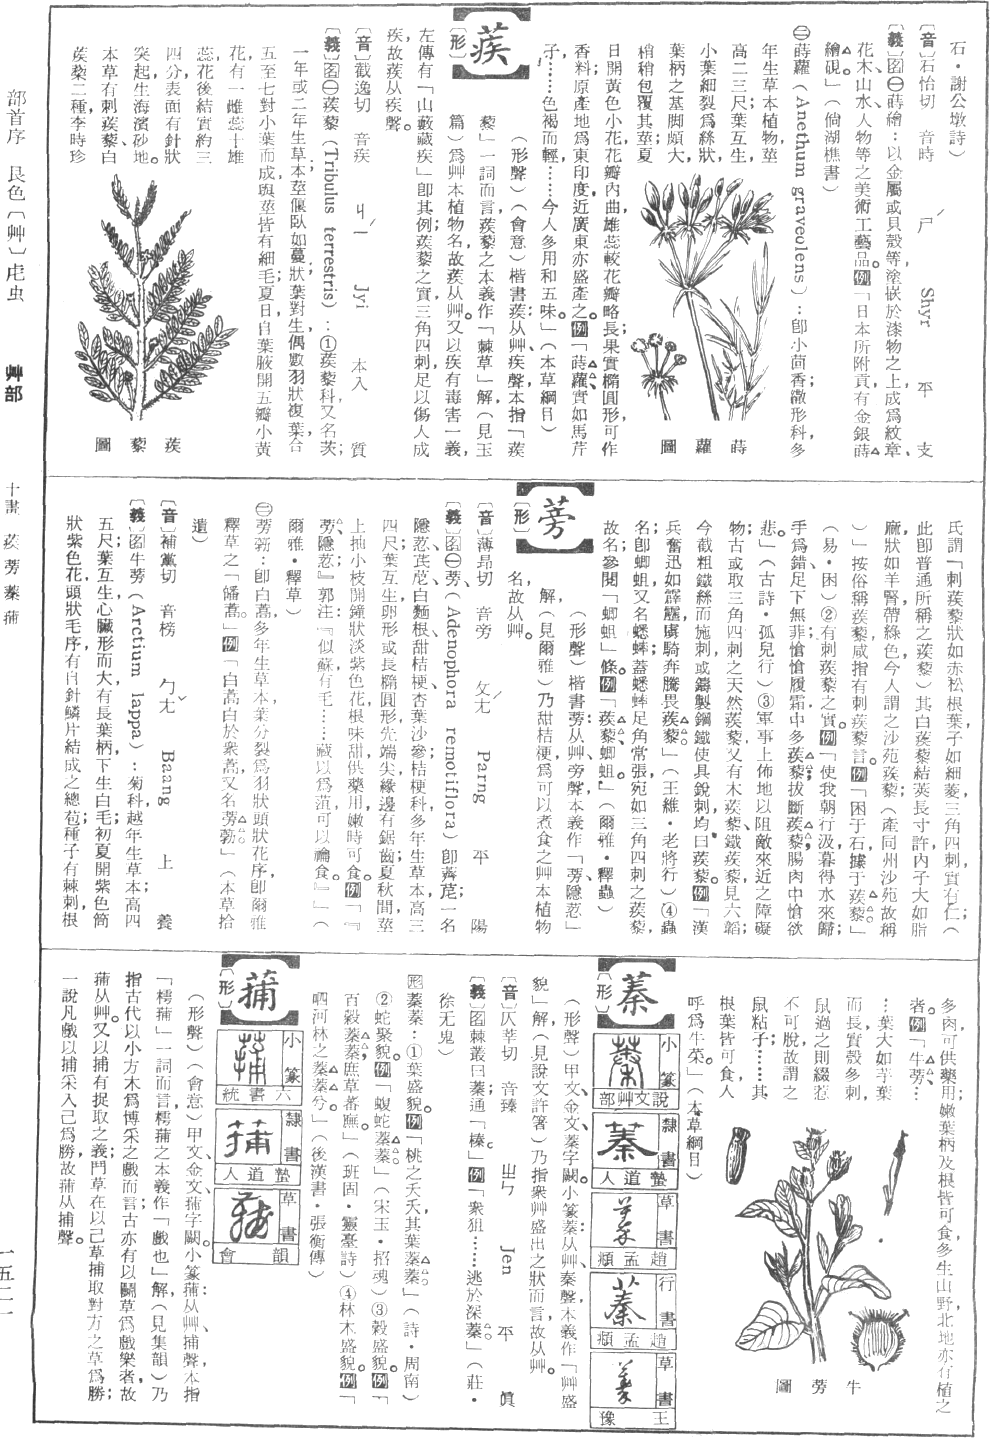 石・謝公墩詩）
〔音〕石怡切　音時　ㄕˊ　Shyr　平　支
〔義〕名㊀蒔繪：以金屬或貝殼等塗嵌於漆物之上，成爲紋章、
花木、山水、人物等之美術工藝品。例「日本所附貢，有金銀蒔
繪硯」（倘湖樵書）
㊁蒔蘿（Anethum graveolens）：卽小茴香，繖形科，多
年生草本植物，莖
高二三尺，葉互生，
小葉細裂爲絲狀，
葉柄之基脚頗大，
稍稍包覆其莖；夏
日開黃色小花，花瓣內曲，雄蕊較花瓣略長，果實橢圓形，可作
香料，原產地爲東印度，近廣東亦盛產之。例「蒔蘿實如馬芹
子……色褐而輕……今人多用和五味」（本草綱目）
蒔蘿圖
蒺
〔形〕
（形聲）（會意）楷書蒺：从艸，疾聲，本指「蒺
藜」一詞而言，蒺藜之本義作「棘草」解（見玉
篇）爲艸本植物名，故蒺从艸。又以疾有毒害一義，
左傳有「山藪藏疾」卽其例；蒺藜之實三角四刺，足以傷人成
疾，故蒺从疾聲。
〔音〕截逸切　音疾　ㄐㄧˊ　Jyi　本入　質
〔義〕名㊀蒺藜（Tribulus terrestris）：①蒺藜科，又名茨，
一年或二年生草本，莖偃臥如蔓狀，葉對生，偶數羽狀複葉，合
五至七對小葉而成，與莖皆有細毛；夏日，自葉腋開五瓣小黃
花，有一雌蕊十雄
蕊，花後結實，約三
四分，表面有針狀
突起，生海濱砂地。
本草有刺蒺藜、白
蒺藜二種，李時珍
蒺藜圖
氏謂「刺蒺藜狀如赤松根葉，子如細菱，三角四刺，實有仁；（
此卽普通所稱之蒺藜）其白蒺藜結莢長寸許，內子大如脂
麻，狀如羊腎，帶綠色，今人謂之沙苑蒺藜（產同州沙苑故稱
）」按俗稱蒺藜，咸指有刺蒺藜言。例「困于石，據于蒺藜」
（易・困）②有刺蒺藜之實。例「使我朝行汲，暮得水來歸；
手爲錯，足下無菲；愴愴履霜，中多蒺藜；拔斷蒺藜腸肉中，愴欲
悲。」（古詩・孤兒行）③軍事上佈地以阻敵來近之障礙
物，古或取三角四刺之天然蒺藜，又有木蒺藜、鐵蒺藜，見六韜；
今截粗鐵絲而施刺，或鑄製鋼鐵使具銳刺，均曰蒺藜。例「漢
兵奮迅如霹靂，虜騎奔騰畏蒺藜。」（王維・老將行）④蟲
名；卽蝍蛆，又名蟋蟀；蓋蟋蟀足角常張，宛如三角四刺之蒺藜，
故名，參閱「蝍蛆」條。例「蒺藜，蝍蛆。」（爾雅・釋蟲）
蒡
〔形〕
（形聲）楷書蒡：从艸，旁聲，本義作「蒡，隱荵」
解，（見爾雅）乃甜桔梗，爲可以煮食之艸本植物
名，故从艸。
〔音〕薄昻切　音旁　ㄆㄤˊ　Parng　平　陽
〔義〕名㊀蒡（Adenophora remotiflora）：卽薺苨，一名
隱荵、茋苨、白麵根、甜桔梗、杏葉沙參，桔梗科，多年生草本，高三
四尺，葉互生，卵形或長橢圓形，先端尖，緣邊有鋸齒；夏秋間，莖
上抽小枝，開鐘狀淡紫色花，根味甜，供藥用，嫩時可食。例「『
蒡，隱荵』郭注：『似蘇，有毛……藏以爲菹，可以瀹食。』」（
爾雅・釋草）
㊁蒡葧：卽白蒿，多年生草本，葉分裂爲羽狀，頭狀花序，卽爾雅
釋草之「皤蒿。」例「白蒿白於衆蒿，又名蒡葧」（本草拾
遺）
〔音〕補黨切　音榜　ㄅㄤˇ　Baang　上　養
〔義〕名牛蒡（Arctium lappa）：菊科，越年生草本，高四
五尺，葉互生，心臟形而大，有長葉柄，下生白毛；初夏，開紫色筒
狀紫色花，頭狀毛序，有白針鱗片結成之總苞；種子有棘刺，根
多肉可供藥用；嫩葉柄及根皆可食，多生山野，北地亦有植之
者。例「牛蒡…
…葉大如芋葉
而長，實殼多刺，
鼠過之則綴惹
不可脫，故謂之
鼠粘子；……其
根葉皆可食，人
呼爲牛菜。」（本草綱目）
牛蒡圖
蓁
〔形〕
小篆　說文艸部
隸書　蟄道人
草書　趙孟頫
行書　趙孟頫
草書　王豫
（形聲）甲文、金文蓁字闕。小篆蓁：从艸，秦聲，本義作「艸盛
貌」解（見說文許箸）乃指衆艸盛出之狀而言，故从艸。
〔音〕仄莘切　音臻　ㄓㄣ　Jen　平　眞
〔義〕名棘叢曰蓁；通「榛。」例「衆狙……逃於深蓁。」（莊・
徐无鬼）
形蓁蓁：①葉盛貌。例「桃之夭夭，其葉蓁蓁」（詩・周南）
②蛇聚貌。例「蝮蛇蓁蓁」（宋玉・招魂）③穀盛貌。例「
百穀蓁蓁，庶草蕃廡。」（班固・靈臺詩）④林木盛貌。例「
呬河林之蓁蓁兮。」（後漢書・張衡傳）
蒱
〔形〕
小篆　六書統
隸書　蟄道人
草書　韻會
（形聲）（會意）甲文、金文蒱字闕。小篆蒱：从艸，捕聲，本指
「樗蒱」一詞而言，樗蒱之本義作「戲也」解（見集韻）乃
指古代以小方木爲博采之戲而言；古亦有以鬬草爲戲樂者，故
蒱从艸。又以捕有捉取之義，鬥草在以己草捕取對方之草爲勝；
一說凡戲以捕采入己爲勝，故蒱从捕聲。
部首序　艮色〔艸〕虍虫　艸部　十畫　蒺蒡蓁蒱　一五二一